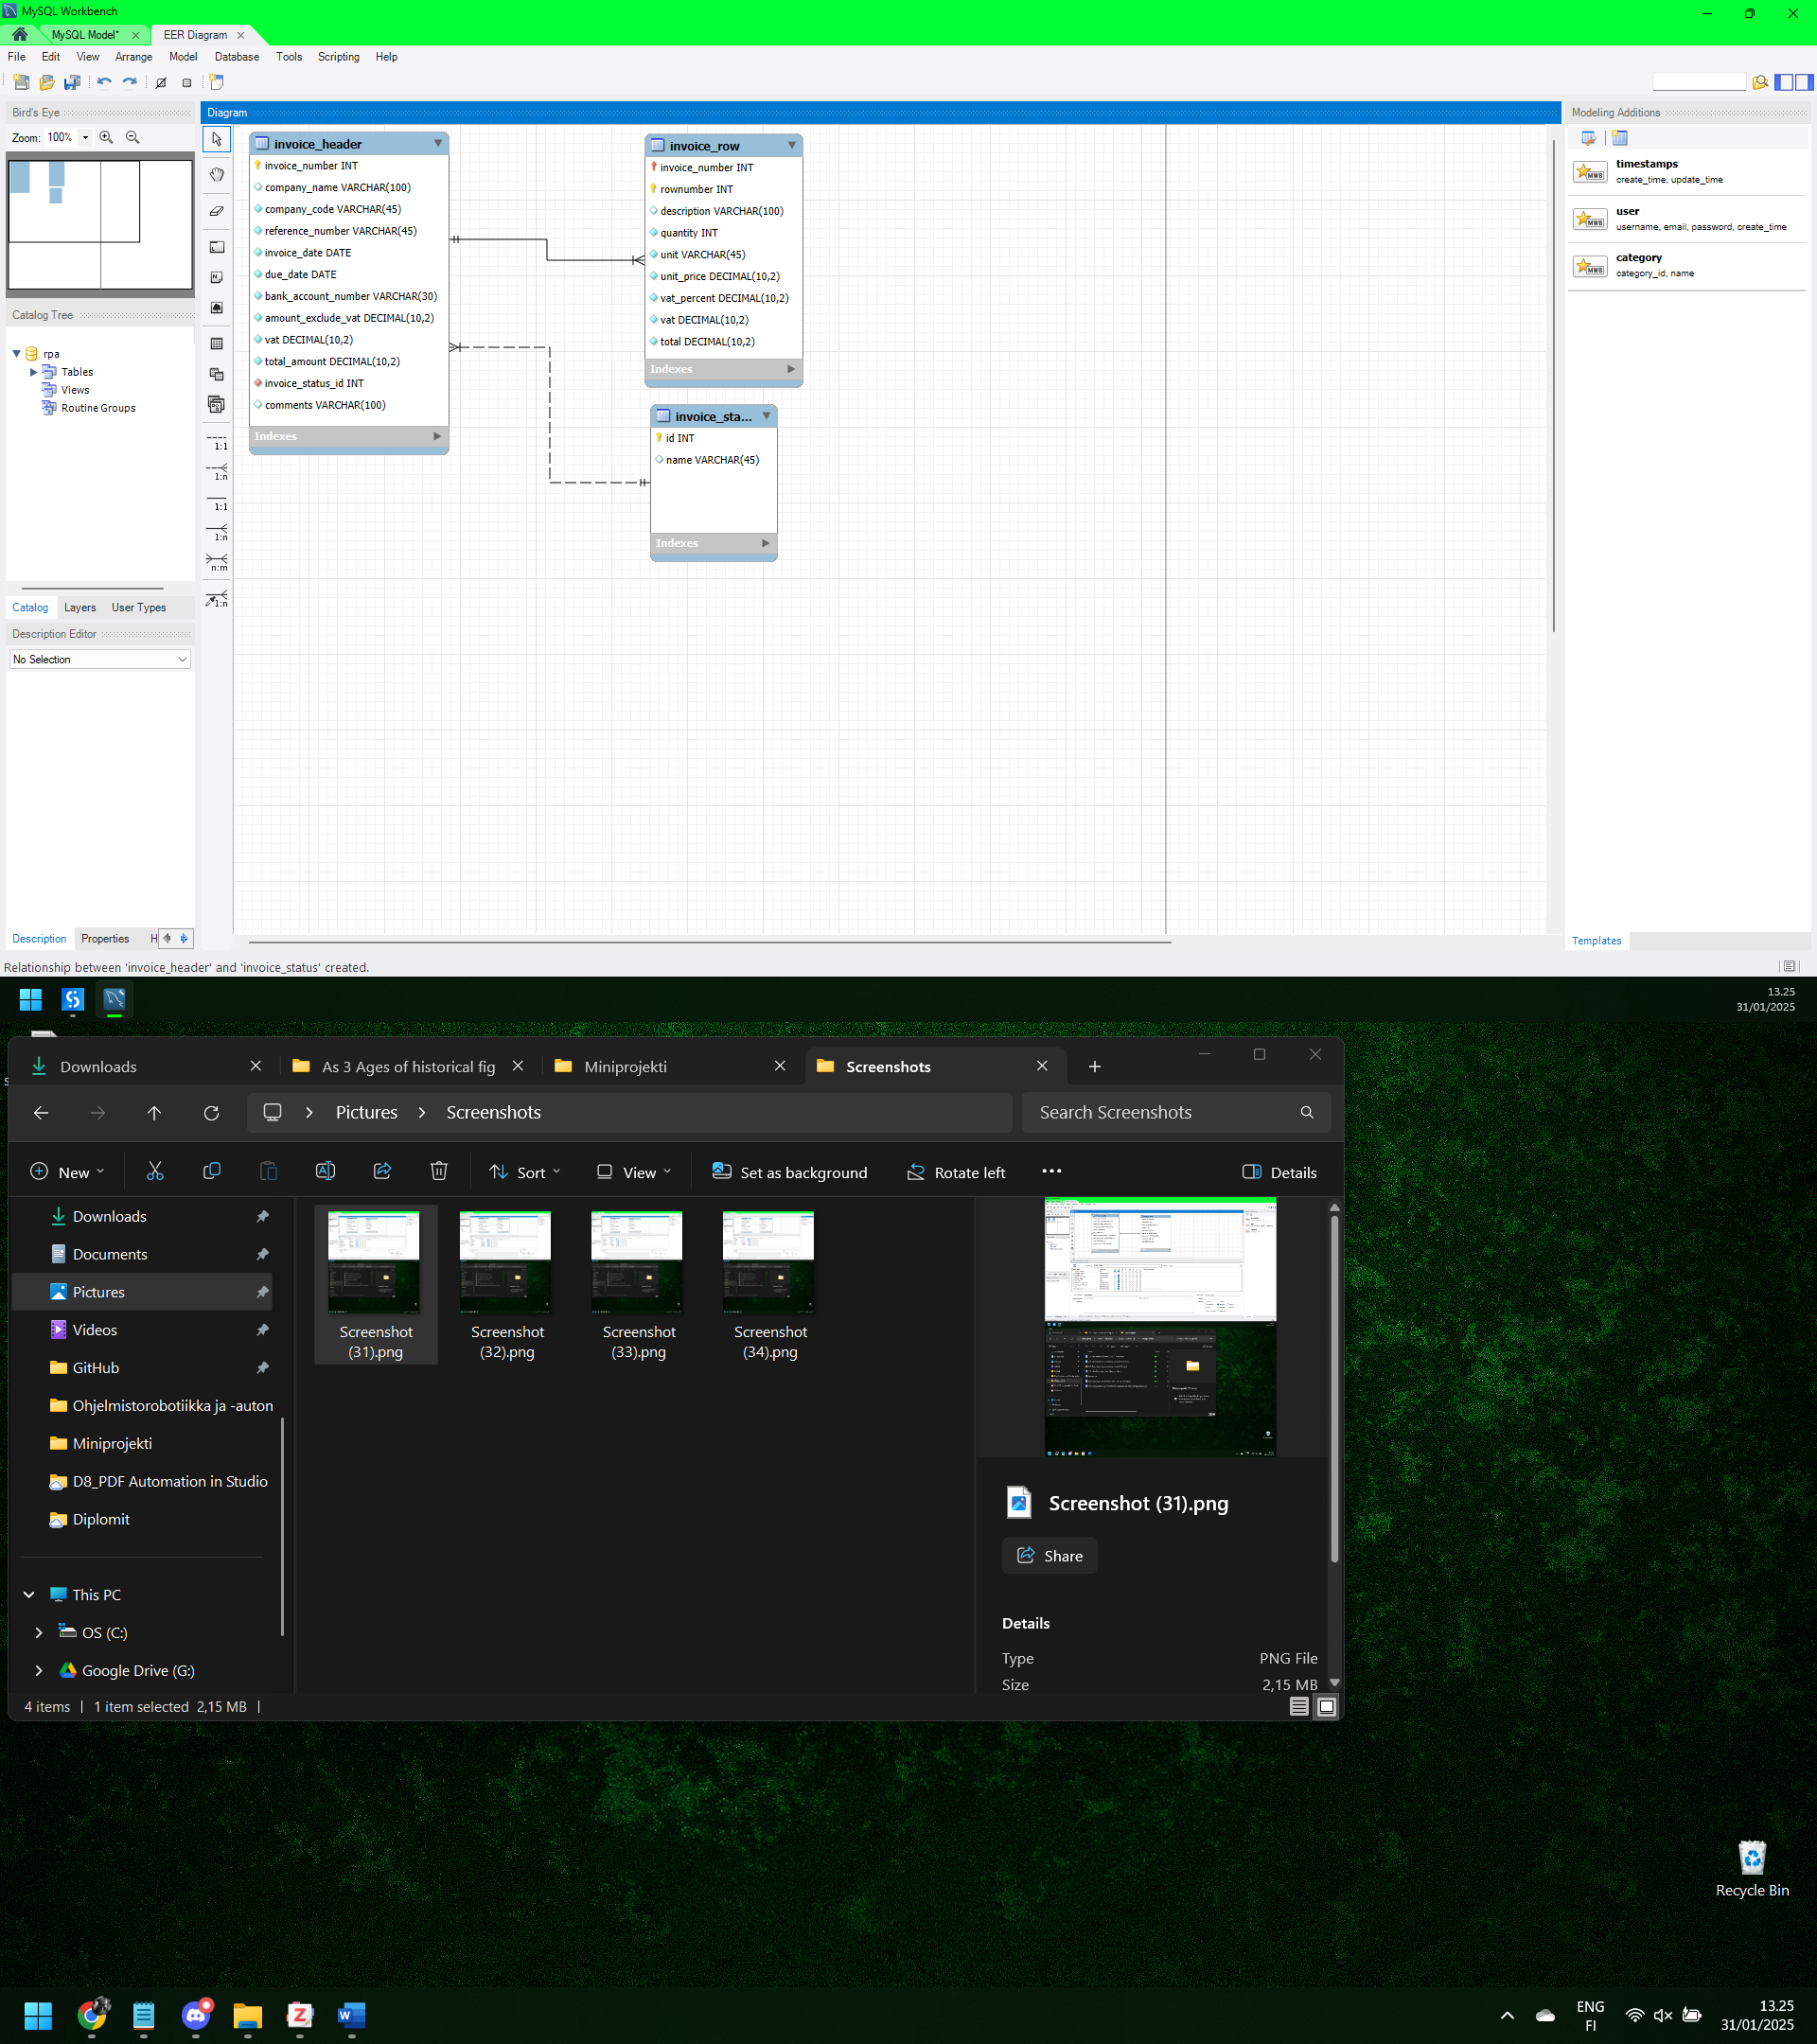 MySQL Workbench
MySQL Model*
EER Diagram
File Edit View Arrange Model Database Tools Scripting Help
Bird's Eye
Zoom: 100%
Catalog Tree
rpa
Tables
Views
Routine Groups
Catalog Layers User Types
Description Editor
No Selection
Description Properties H
1:1
1:n
1:1
1:n
n:m
1:n
Diagram
invoice_header
invoice_number INT
company_name VARCHAR(100)
company_code VARCHAR(45)
reference_number VARCHAR(45)
invoice_date DATE
due_date DATE
bank_account_number VARCHAR(30)
amount_exclude_vat DECIMAL(10,2)
vat DECIMAL(10,2)
total_amount DECIMAL(10,2)
invoice_status_id INT
comments VARCHAR(100)
Indexes
invoice_row
invoice_number INT
rownumber INT
description VARCHAR(100)
quantity INT
unit VARCHAR(45)
unit_price DECIMAL(10,2)
vat_percent DECIMAL(10,2)
vat DECIMAL(10,2)
total DECIMAL(10,2)
Indexes
invoice_sta...
id INT
name VARCHAR(45)
Indexes
Modeling Additions
timestamps
create_time, update_time
user
username, email, password, create_time
category
category_id, name
Templates
Relationship between 'invoice_header' and 'invoice_status' created.
13.25
31/01/2025
Downloads
As 3 Ages of historical fig
Miniprojekti
Screenshots
Pictures
Screenshots
Search Screenshots
New
Sort
View
Set as background
Rotate left
Details
Downloads
Documents
Pictures
Videos
GitHub
Ohjelmistorobotiikka ja -auton
Miniprojekti
D8_PDF Automation in Studio
Diplomit
This PC
OS (C:)
Google Drive (G:)
Screenshot
(31).png
Screenshot
(32).png
Screenshot
(33).png
Screenshot
(34).png
Screenshot (31).png
Share
Details
Type PNG File
Size 2,15 MB
4 items 1 item selected 2,15 MB
Recycle Bin
ENG
FI
13.25
31/01/2025